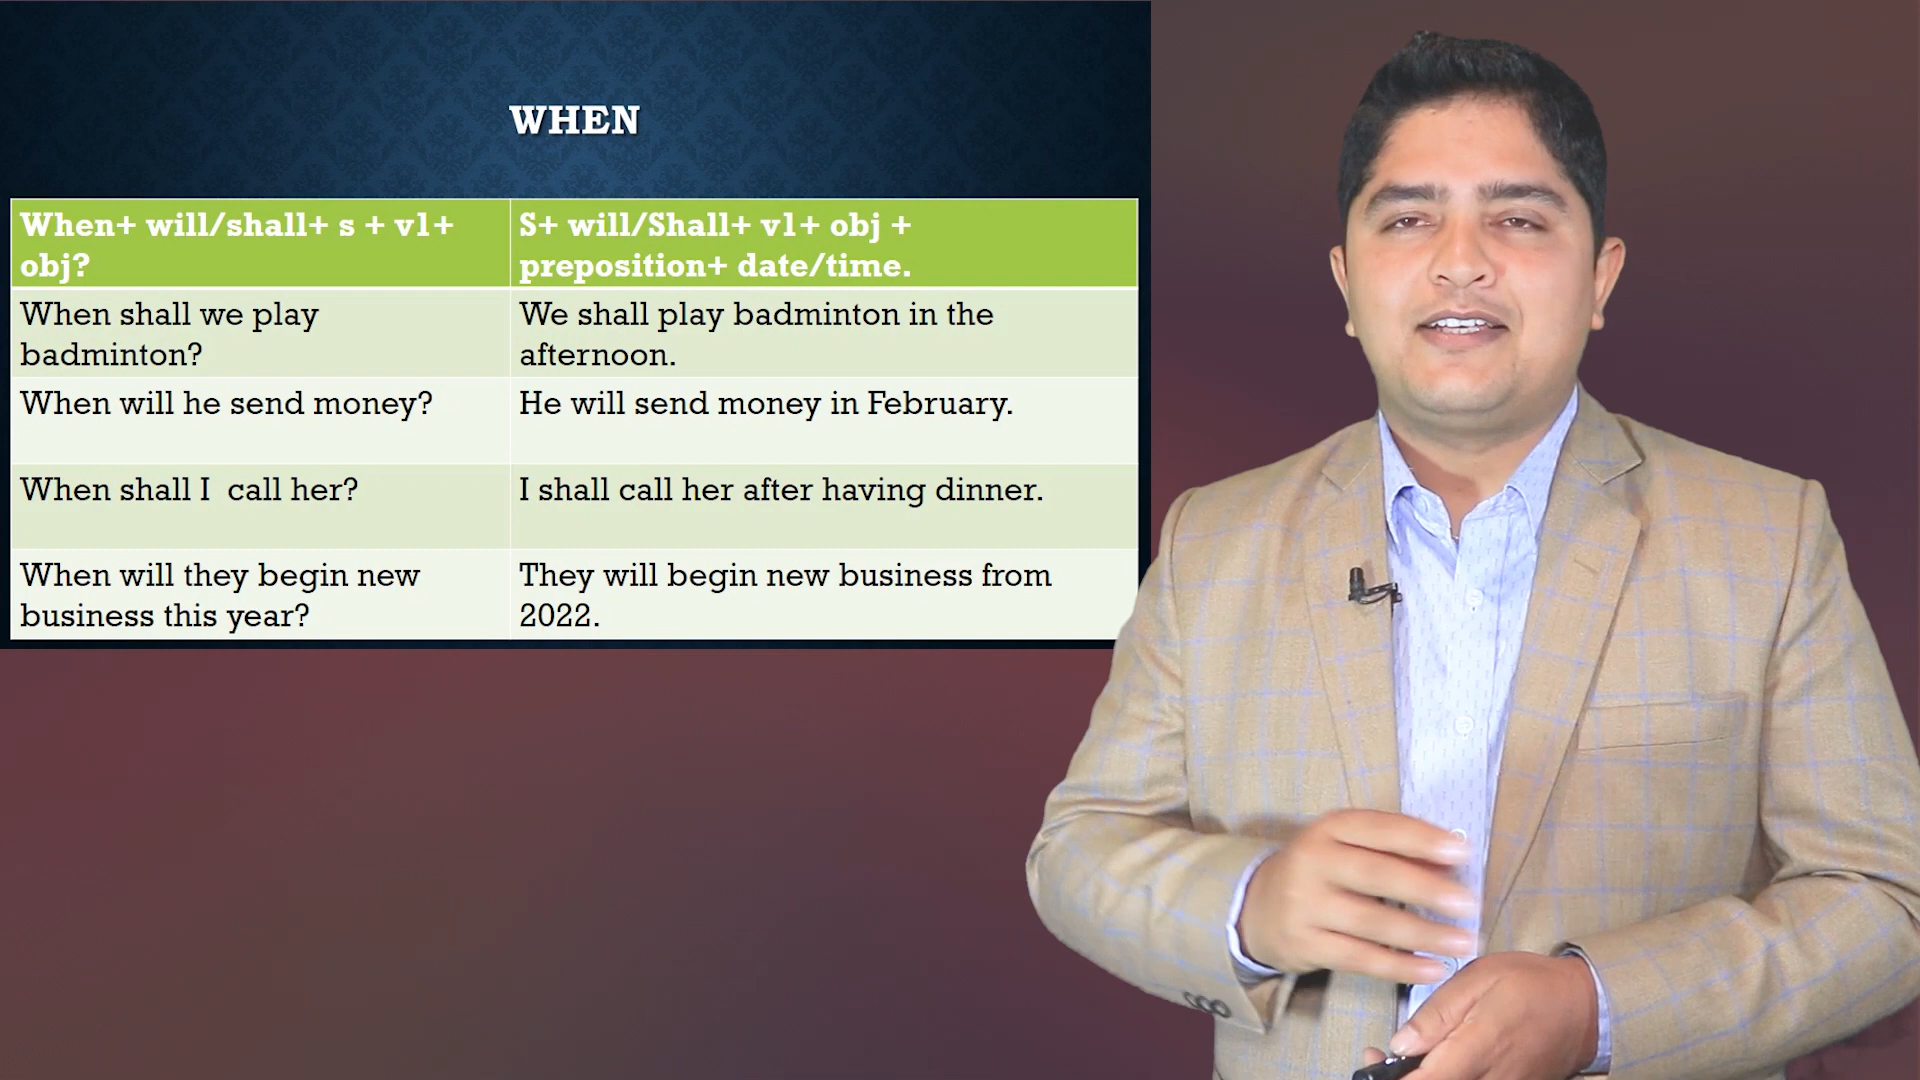 WHEN
When+ will/shall+ s + v1+
obj?
S+ will/Shall+ v1+ obj +
preposition+ date/time.
When shall we play
badminton?
We shall play badminton in the
afternoon.
When will he send money?
He will send money in February.
When shall I  call her?
I shall call her after having dinner.
When will they begin new
business this year?
They will begin new business from
2022.